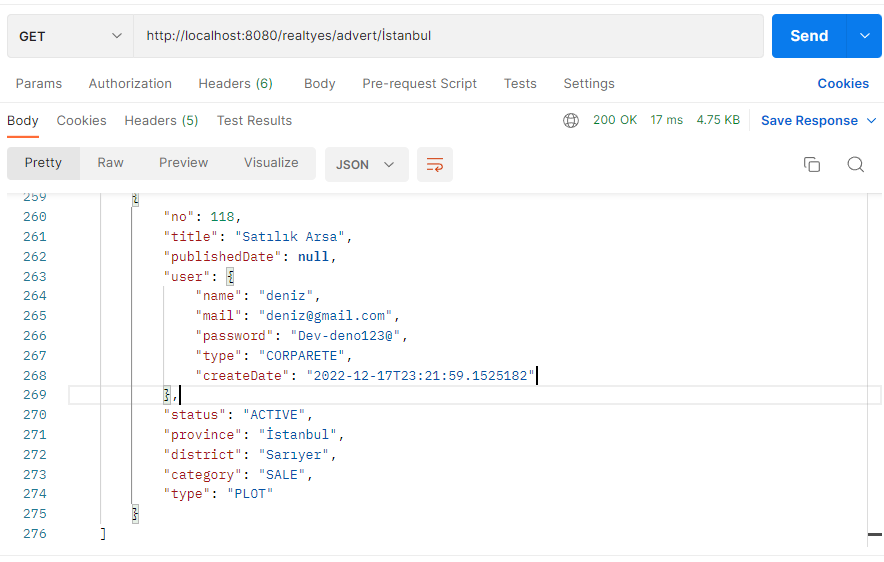 GET http://localhost:8080/realtyes/advert/İstanbul Send
Params Authorization Headers (6) Body Pre-request Script Tests Settings Cookies
Body Cookies Headers (5) Test Results 200 OK 17 ms 4.75 KB Save Response
Pretty Raw Preview Visualize JSON
259 {
260 "no": 118,
261 "title": "Satılık Arsa",
262 "publishedDate": null,
263 "user": {
264 "name": "deniz",
265 "mail": "deniz@gmail.com",
266 "password": "Dev-deno123@",
267 "type": "CORPARETE",
268 "createDate": "2022-12-17T23:21:59.1525182"
269 },
270 "status": "ACTIVE",
271 "province": "İstanbul",
272 "district": "Sarıyer",
273 "category": "SALE",
274 "type": "PLOT"
275 }
276 ]